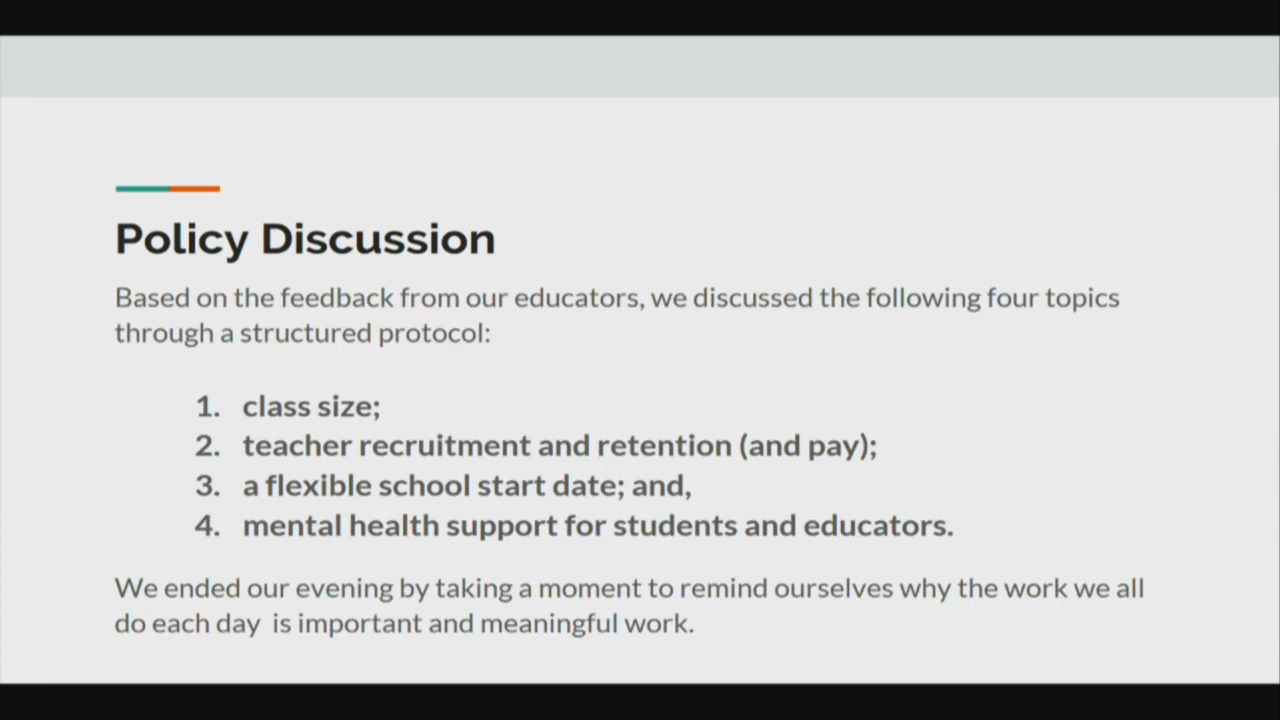 Policy Discussion
Based on the feedback from our educators, we discussed the following four topics
through a structured protocol:
1. class size;
2. teacher recruitment and retention (and pay);
3. a flexible school start date; and,
4. mental health support for students and educators.
We ended our evening by taking a moment to remind ourselves why the work we all
do each day  is important and meaningful work.